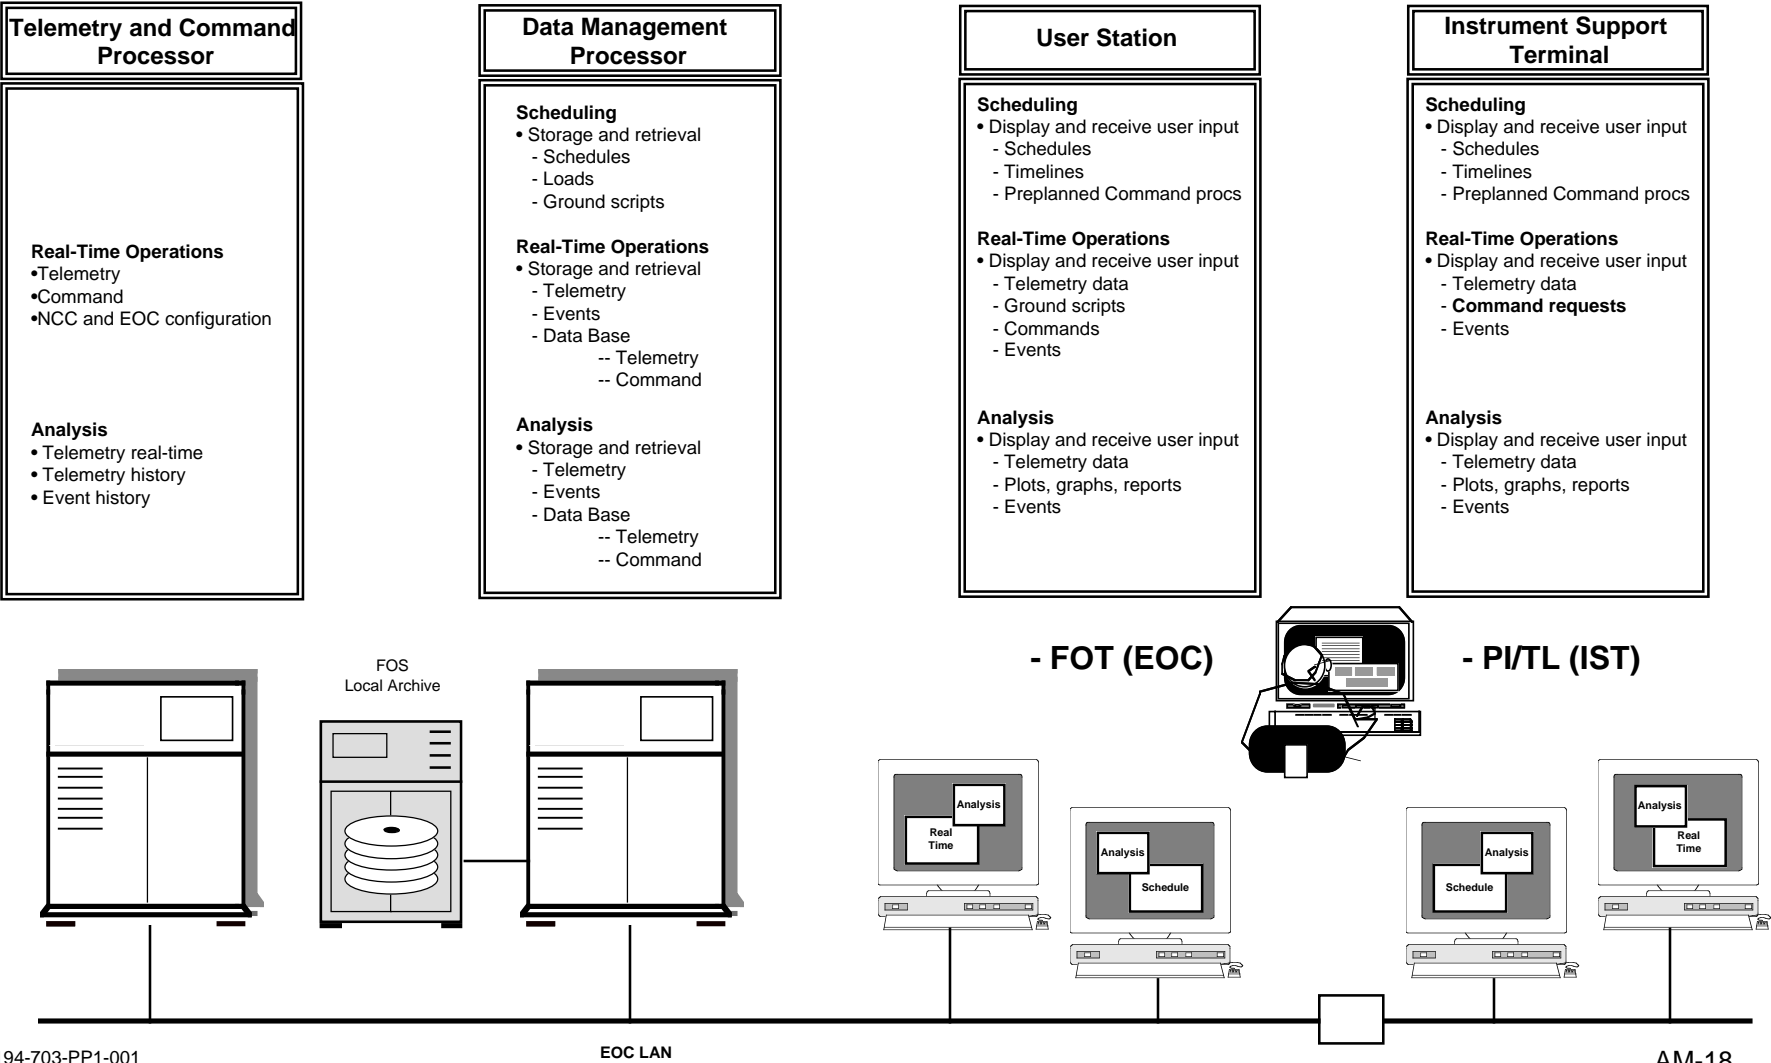 Telemetry and Command
Processor
Real-Time Operations
•Telemetry
•Command
•NCC and EOC configuration
Analysis
• Telemetry real-time
• Telemetry history
• Event history
Data Management
Processor
Scheduling
• Storage and retrieval
- Schedules
- Loads
- Ground scripts
Real-Time Operations
• Storage and retrieval
- Telemetry
- Events
- Data Base
-- Telemetry
-- Command
Analysis
• Storage and retrieval
- Telemetry
- Events
- Data Base
-- Telemetry
-- Command
User Station
Scheduling
• Display and receive user input
- Schedules
- Timelines
- Preplanned Command procs
Real-Time Operations
• Display and receive user input
- Telemetry data
- Ground scripts
- Commands
- Events
Analysis
• Display and receive user input
- Telemetry data
- Plots, graphs, reports
- Events
Instrument Support
Terminal
Scheduling
• Display and receive user input
- Schedules
- Timelines
- Preplanned Command procs
Real-Time Operations
• Display and receive user input
- Telemetry data
- Command requests
- Events
Analysis
• Display and receive user input
- Telemetry data
- Plots, graphs, reports
- Events
FOS
Local Archive
- FOT (EOC)
- PI/TL (IST)
Analysis
Real
Time
Analysis
Schedule
Analysis
Schedule
Analysis
Real
Time
EOC LAN
94-703-PP1-001
AM-18